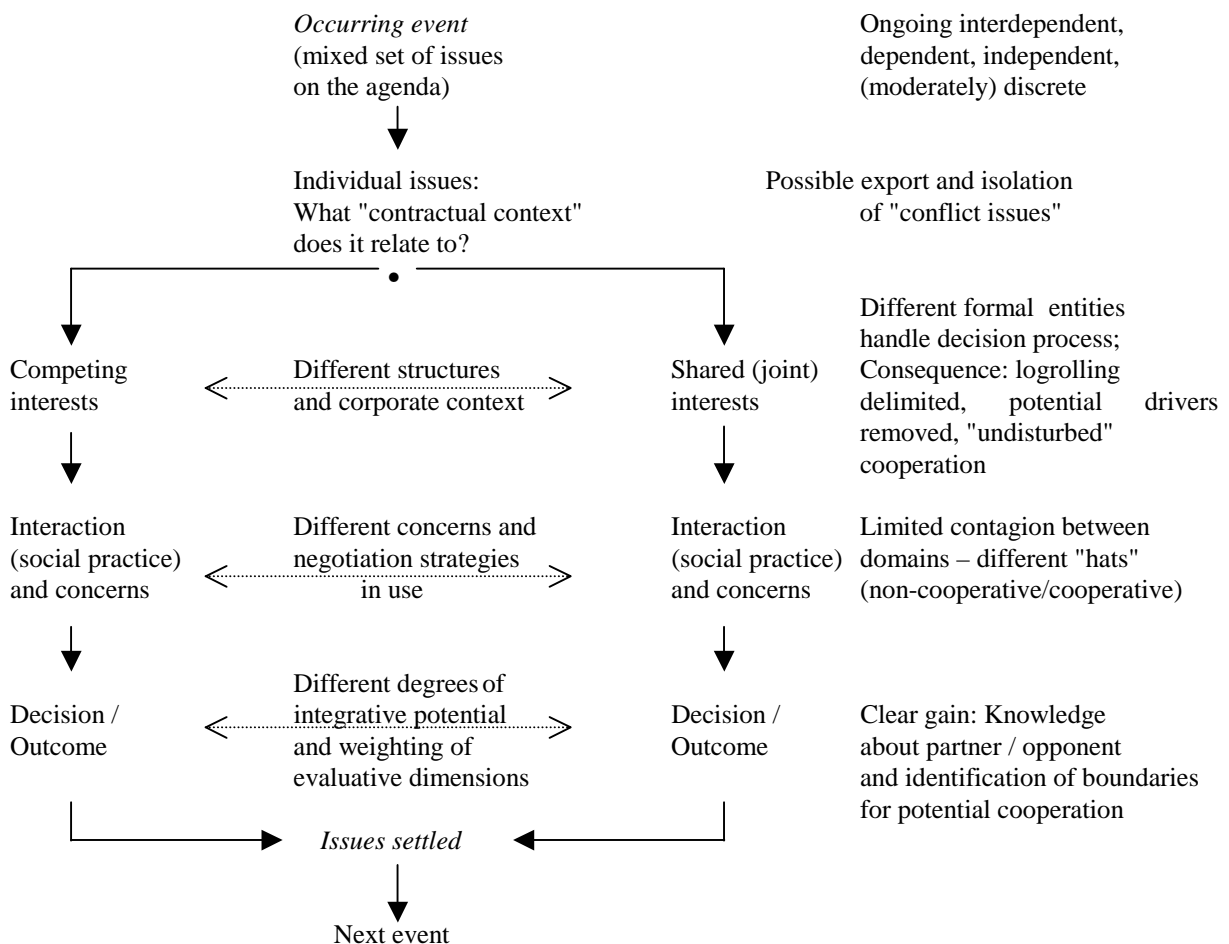 Occurring event
(mixed set of issues
on the agenda)
Ongoing interdependent,
dependent, independent,
(moderately) discrete
Individual issues:
What "contractual context"
does it relate to?
Possible export and isolation
of "conflict issues"
Competing
interests
Different structures
and corporate context
Shared (joint)
interests
Different formal entities
handle decision process;
Consequence: logrolling
delimited, potential drivers
removed, "undisturbed"
cooperation
Interaction
(social practice)
and concerns
Different concerns and
negotiation strategies
in use
Interaction
(social practice)
and concerns
Limited contagion between
domains – different "hats"
(non-cooperative/cooperative)
Decision /
Outcome
Different degrees of
integrative potential
and weighting of
evaluative dimensions
Decision /
Outcome
Clear gain: Knowledge
about partner / opponent
and identification of boundaries
for potential cooperation
Issues settled
Next event